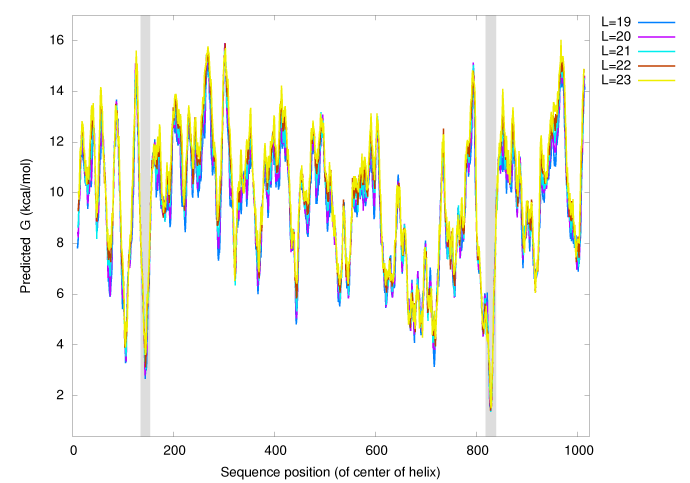 L=19
L=20
L=21
L=22
L=23
16
14
12
10
8
6
4
2
Predicted G (kcal/mol)
0 200 400 600 800 1000
Sequence position (of center of helix)